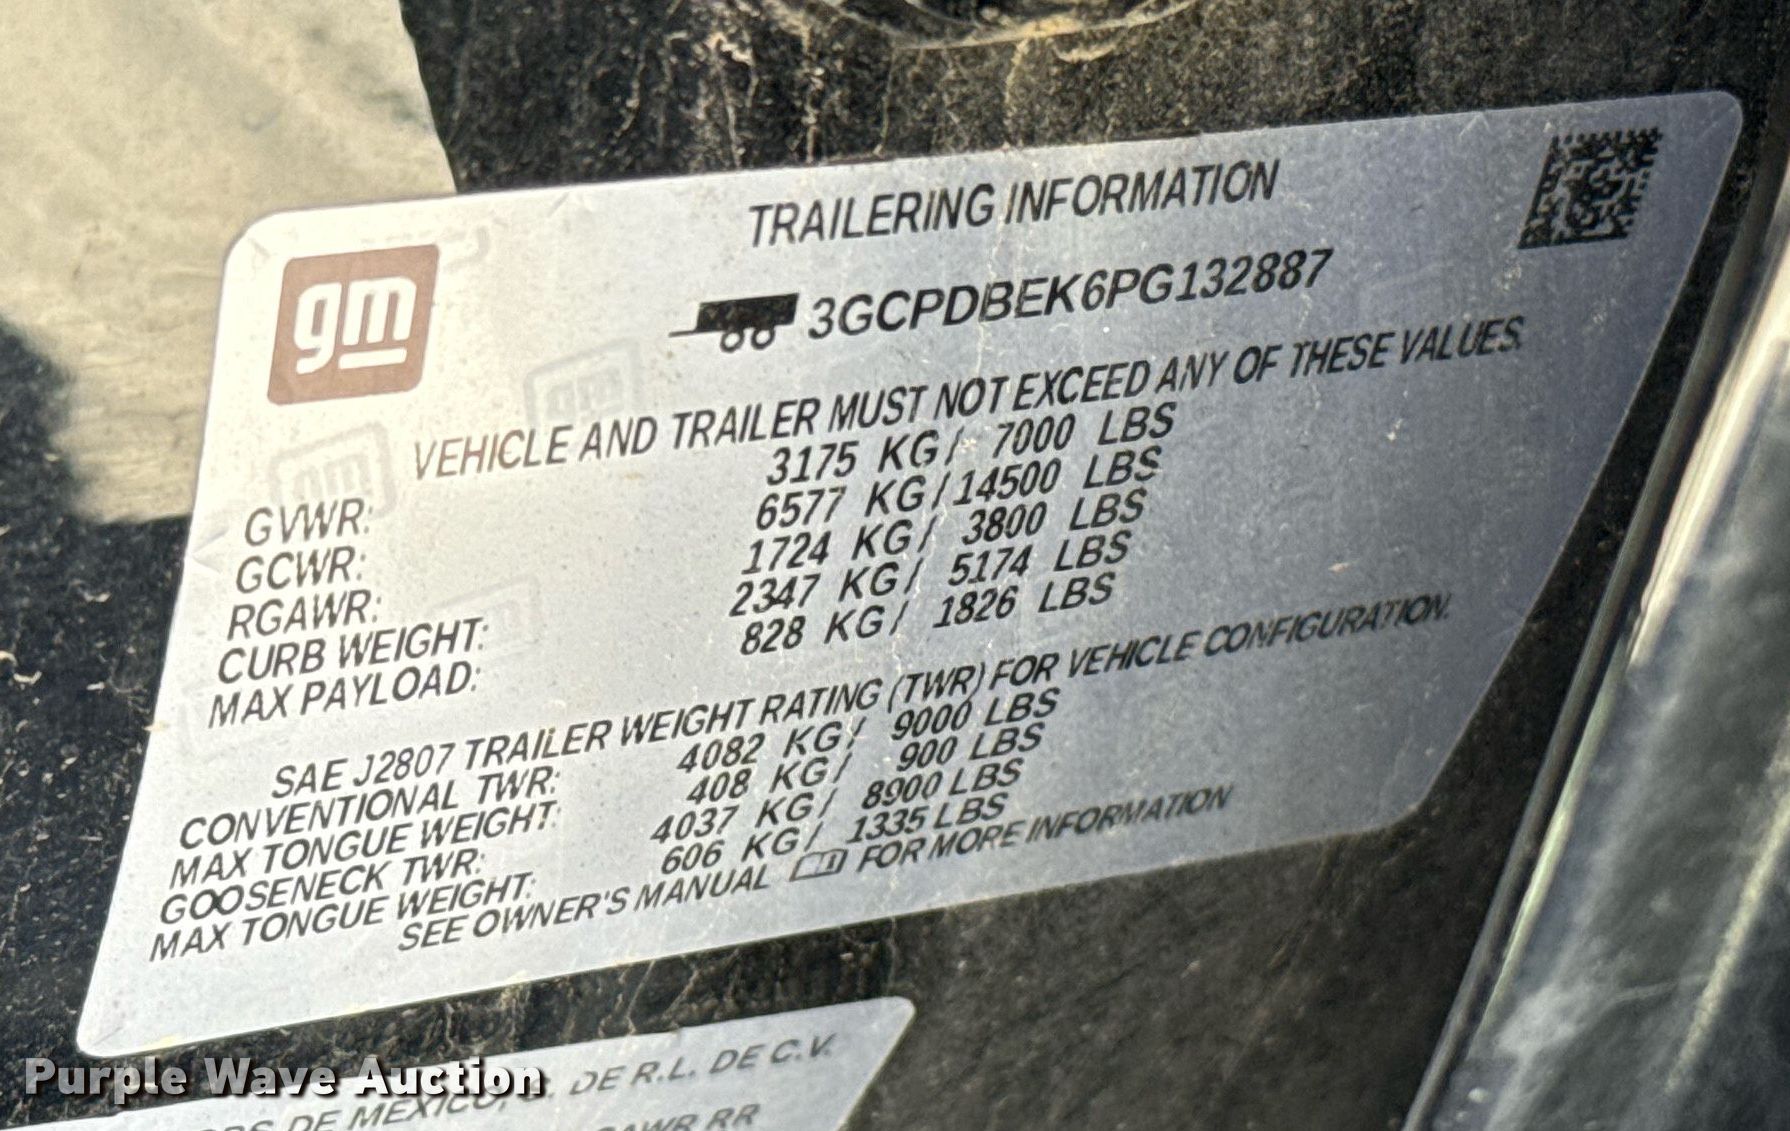 TRAILERING INFORMATION
gm
3GCPDBEK6PG132887
VEHICLE AND TRAILER MUST NOT EXCEED ANY OF THESE VALUES.
GVWR: 3175 KG/ 7000 LBS
GCWR: 6577 KG/14500 LBS
RGAWR: 1724 KG/ 3800 LBS
CURB WEIGHT: 2347 KG/ 5174 LBS
MAX PAYLOAD: 828 KG/ 1826 LBS
SAE J2807 TRAILER WEIGHT RATING (TWR) FOR VEHICLE CONFIGURATION.
CONVENTIONAL TWR: 4082 KG/ 9000 LBS
MAX TONGUE WEIGHT: 408 KG/ 900 LBS
GOOSENECK TWR: 4037 KG/ 8900 LBS
MAX TONGUE WEIGHT: 606 KG/ 1335 LBS
SEE OWNER'S MANUAL FOR MORE INFORMATION
DE MEXICO, DE R.L. DE C.V.
RR
Purple Wave Auction